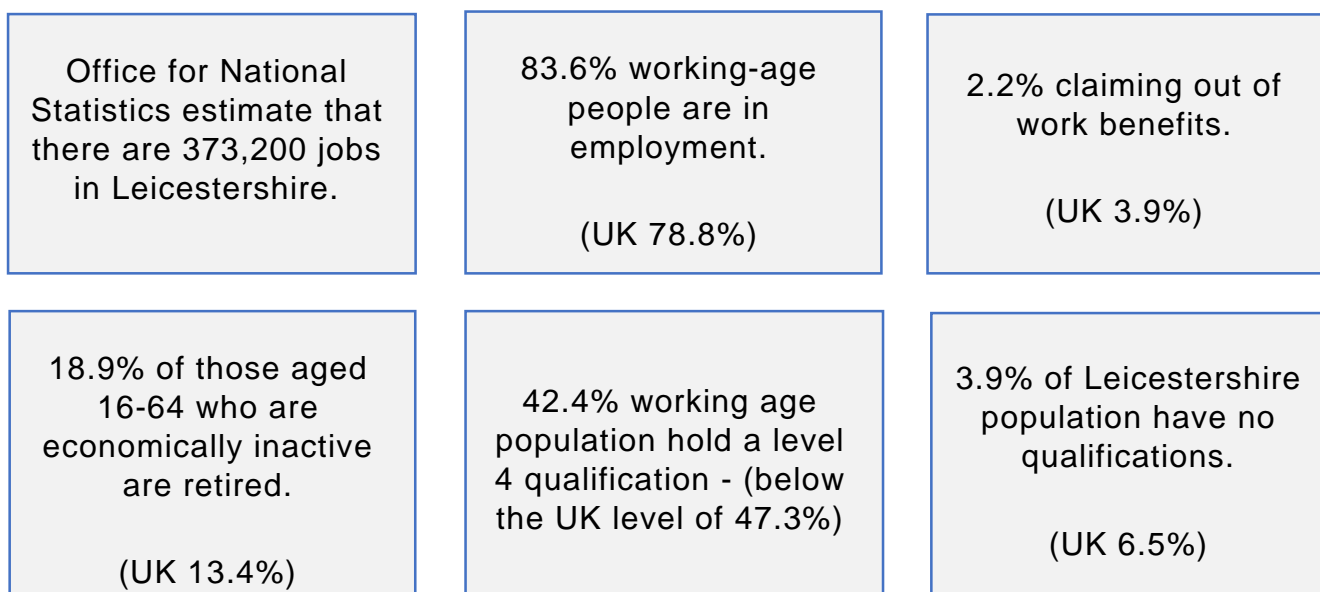 Office for National
Statistics estimate that
there are 373,200 jobs
in Leicestershire.
83.6% working-age
people are in
employment.
(UK 78.8%)
2.2% claiming out of
work benefits.
(UK 3.9%)
18.9% of those aged
16-64 who are
economically inactive
are retired.
(UK 13.4%)
42.4% working age
population hold a level
4 qualification - (below
the UK level of 47.3%)
3.9% of Leicestershire
population have no
qualifications.
(UK 6.5%)